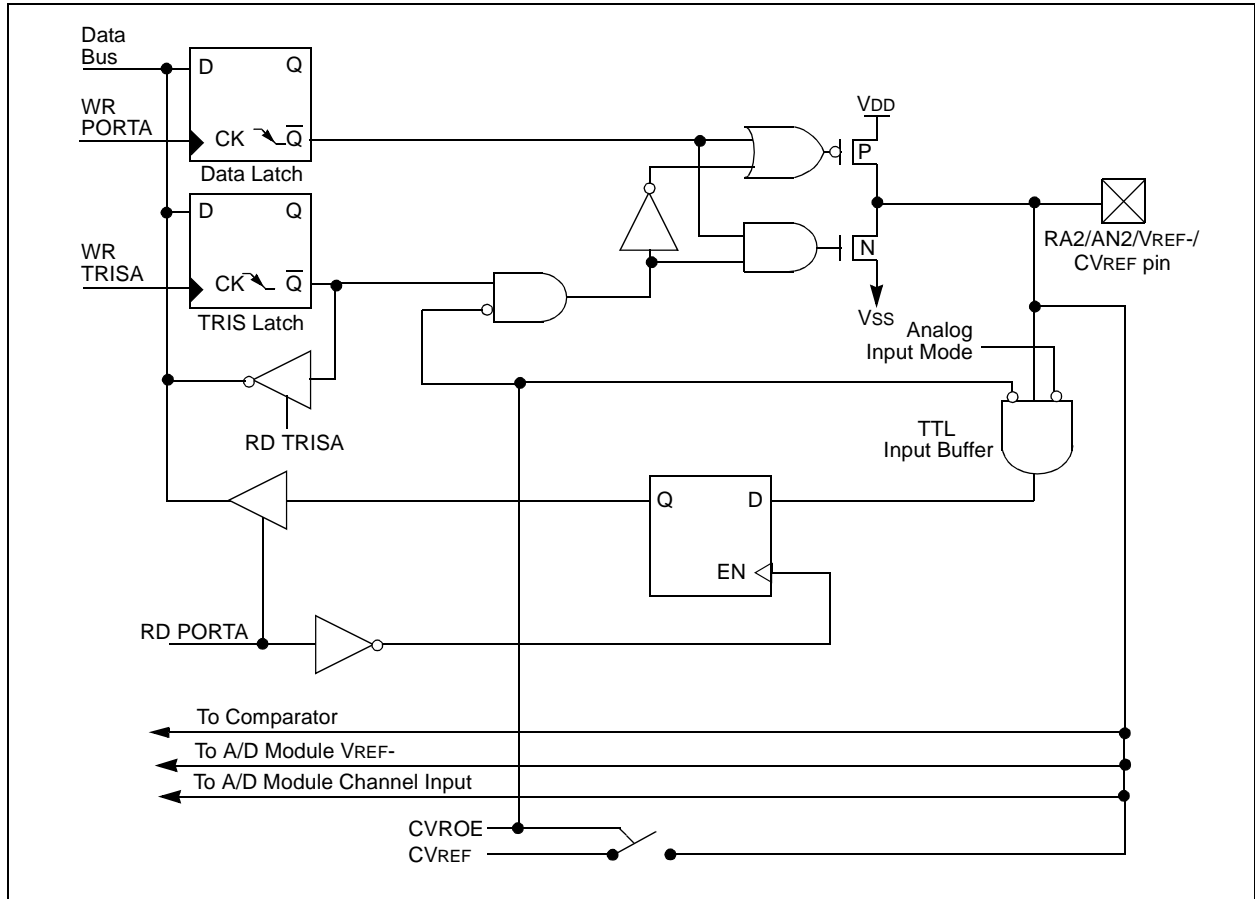 Data
Bus
D Q
WR
PORTA
CK Q
Data Latch
VDD
P
D Q
WR
TRISA
CK Q
TRIS Latch
N
VSS
RA2/AN2/VREF-/
CVREF pin
Analog
Input Mode
RD TRISA
TTL
Input Buffer
Q D
EN
RD PORTA
To Comparator
To A/D Module VREF-
To A/D Module Channel Input
CVROE
CVREF